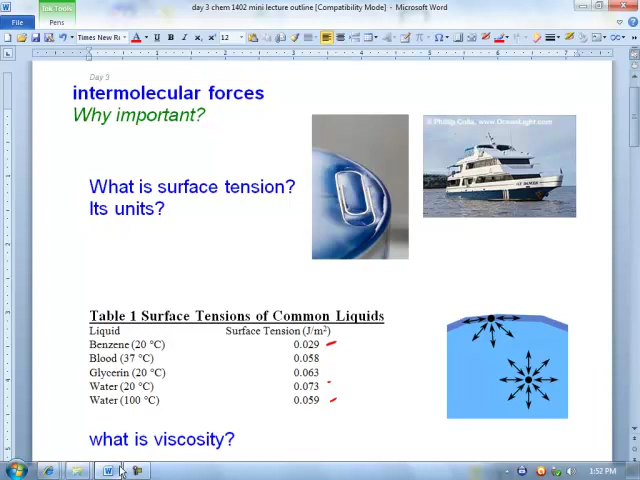 day 3 chem 1402 mini lecture outline [Compatibility Mode] - Microsoft Word
Ink Tools
File
Pens
Times New Ro
12
Day 3
intermolecular forces
Why important?
© Phillip Colla, www.OceanLight.com
What is surface tension?
Its units?
Table 1 Surface Tensions of Common Liquids
Liquid Surface Tension (J/m²)
Benzene (20 °C) 0.029
Blood (37 °C) 0.058
Glycerin (20 °C) 0.063
Water (20 °C) 0.073
Water (100 °C) 0.059
what is viscosity?
1:52 PM